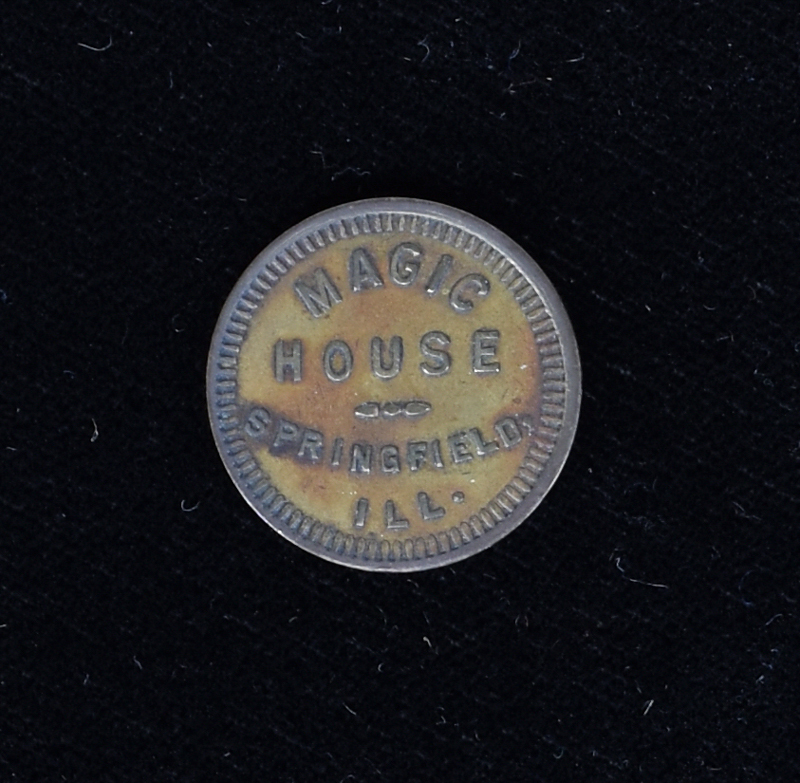 MAGIC
HOUSE
SPRINGFIELD,
ILL.